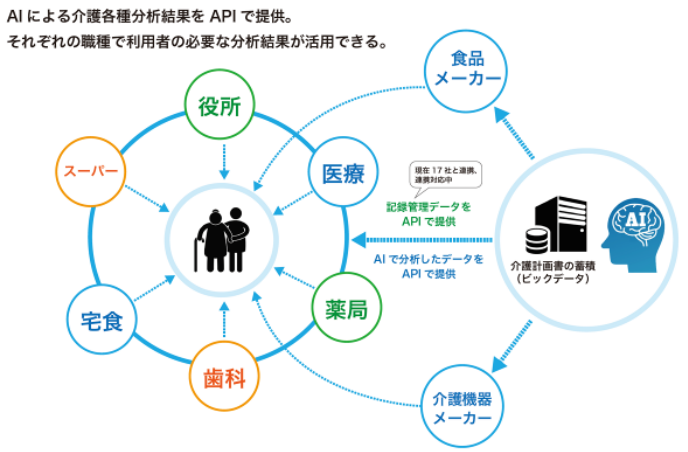 AIによる介護各種分析結果を API で提供。
それぞれの職種で利用者の必要な分析結果が活用できる。
食品
メーカー
役所
スーパー
医療
現在 17 社と連携、
連携対応中
記録管理データを
API で提供
AI
AI で分析したデータを
API で提供
介護計画書の蓄積
(ビックデータ)
宅食
薬局
歯科
介護機器
メーカー